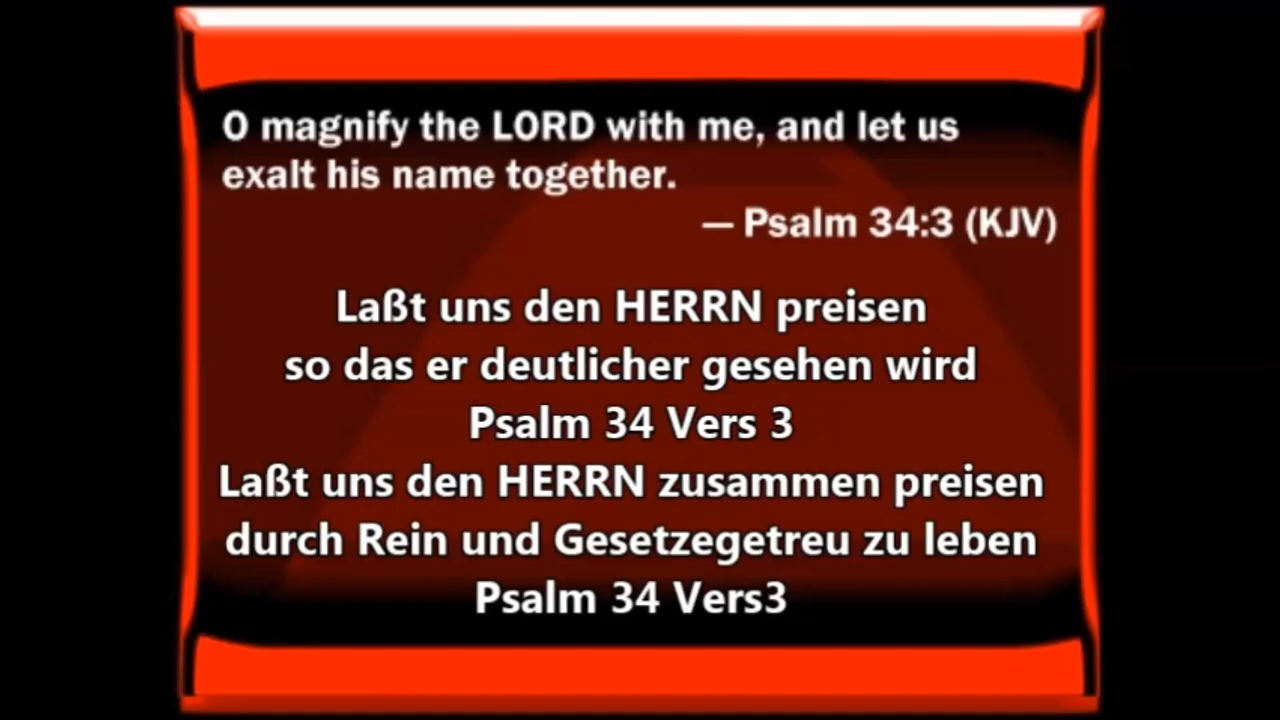 O magnify the LORD with me, and let us
exalt his name together.
— Psalm 34:3 (KJV)
Laßt uns den HERRN preisen
so das er deutlicher gesehen wird
Psalm 34 Vers 3
Laßt uns den HERRN zusammen preisen
durch Rein und Gesetzegetreu zu leben
Psalm 34 Vers3